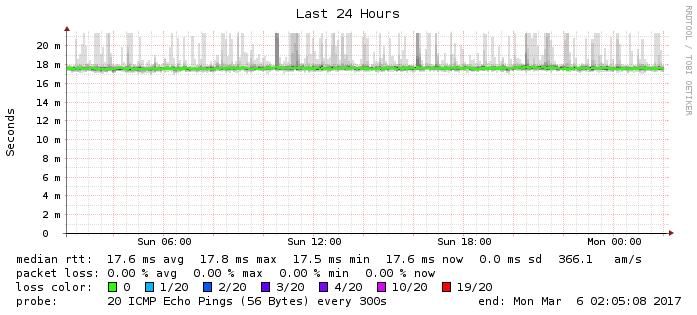 Last 24 Hours
RRDTOOL / TOBI OETIKER
Seconds
20 m
18 m
16 m
14 m
12 m
10 m
8 m
6 m
4 m
2 m
0
Sun 06:00 Sun 12:00 Sun 18:00 Mon 00:00
median rtt: 17.6 ms avg 17.8 ms max 17.5 ms min 17.6 ms now 0.0 ms sd 366.1 am/s
packet loss: 0.00 % avg 0.00 % max 0.00 % min 0.00 % now
loss color: 0 1/20 2/20 3/20 4/20 10/20 19/20
probe: 20 ICMP Echo Pings (56 Bytes) every 300s end: Mon Mar 6 02:05:08 2017